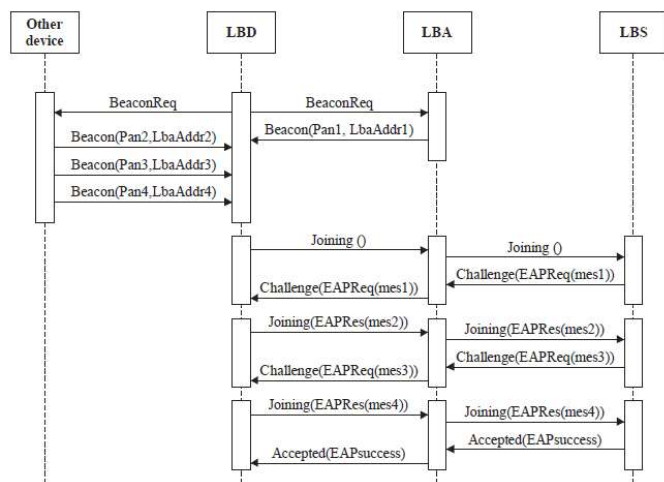 Other
device
LBD
LBA
LBS
BeaconReq
BeaconReq
Beacon(Pan2,LbaAddr2)
Beacon(Pan1, LbaAddr1)
Beacon(Pan3,LbaAddr3)
Beacon(Pan4,LbaAddr4)
Joining ()
Joining ()
Challenge(EAPReq(mes1))
Challenge(EAPReq(mes1))
Joining(EAPRes(mes2))
Joining(EAPRes(mes2))
Challenge(EAPReq(mes3))
Challenge(EAPReq(mes3))
Joining(EAPRes(mes4))
Joining(EAPRes(mes4))
Accepted(EAPsuccess)
Accepted(EAPsuccess)